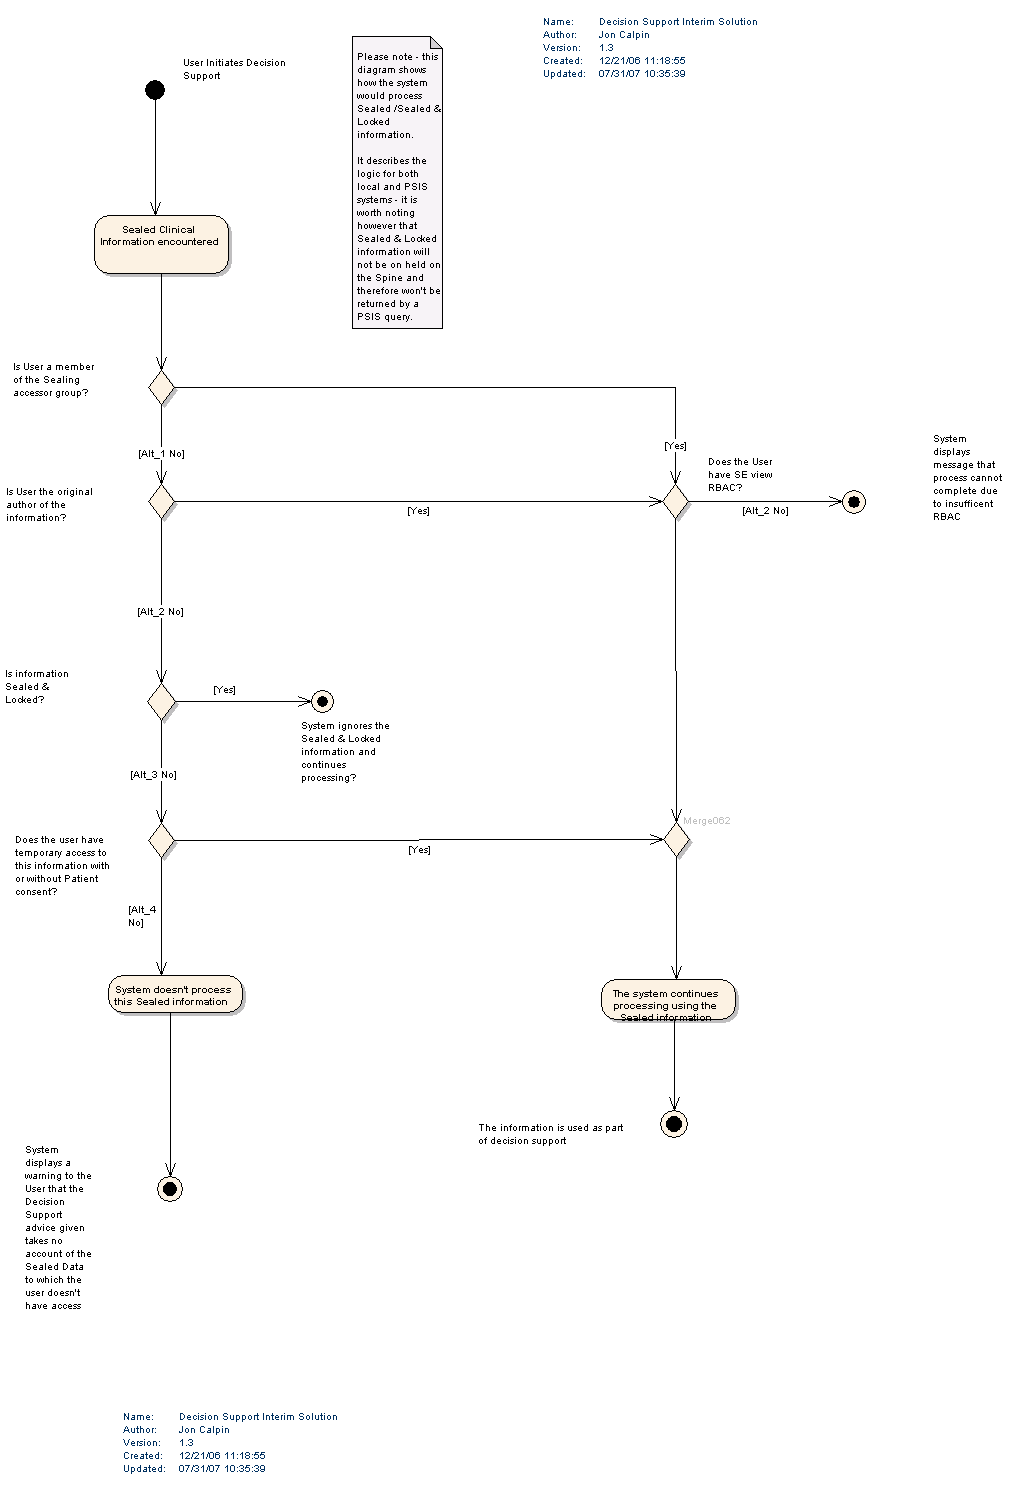 Name: Decision Support Interim Solution
Author: Jon Calpin
Version: 1.3
Created: 12/21/06 11:18:55
Updated: 07/31/07 10:35:39
User Initiates Decision
Support
Please note - this
diagram shows
how the system
would process
Sealed /Sealed &
Locked
information.
It describes the
logic for both
local and PSIS
systems - it is
worth noting
however that
Sealed & Locked
information will
not be on held on
the Spine and
therefore won't be
returned by a
PSIS query.
Sealed Clinical
Information encountered
Is User a member
of the Sealing
accessor group?
[Alt_1 No]
[Yes]
Is User the original
author of the
information?
[Yes]
Does the User
have SE view
RBAC?
[Alt_2 No]
System
displays
message that
process cannot
complete due
to insufficent
RBAC
[Alt_2 No]
Is information
Sealed &
Locked?
[Yes]
System ignores the
Sealed & Locked
information and
continues
processing?
[Alt_3 No]
Merge062
Does the user have
temporary access to
this information with
or without Patient
consent?
[Yes]
[Alt_4
No]
System doesn't process
this Sealed information
The system continues
processing using the
Sealed information
The information is used as part
of decision support
System
displays a
warning to the
User that the
Decision
Support
advice given
takes no
account of the
Sealed Data
to which the
user doesn't
have access
Name: Decision Support Interim Solution
Author: Jon Calpin
Version: 1.3
Created: 12/21/06 11:18:55
Updated: 07/31/07 10:35:39